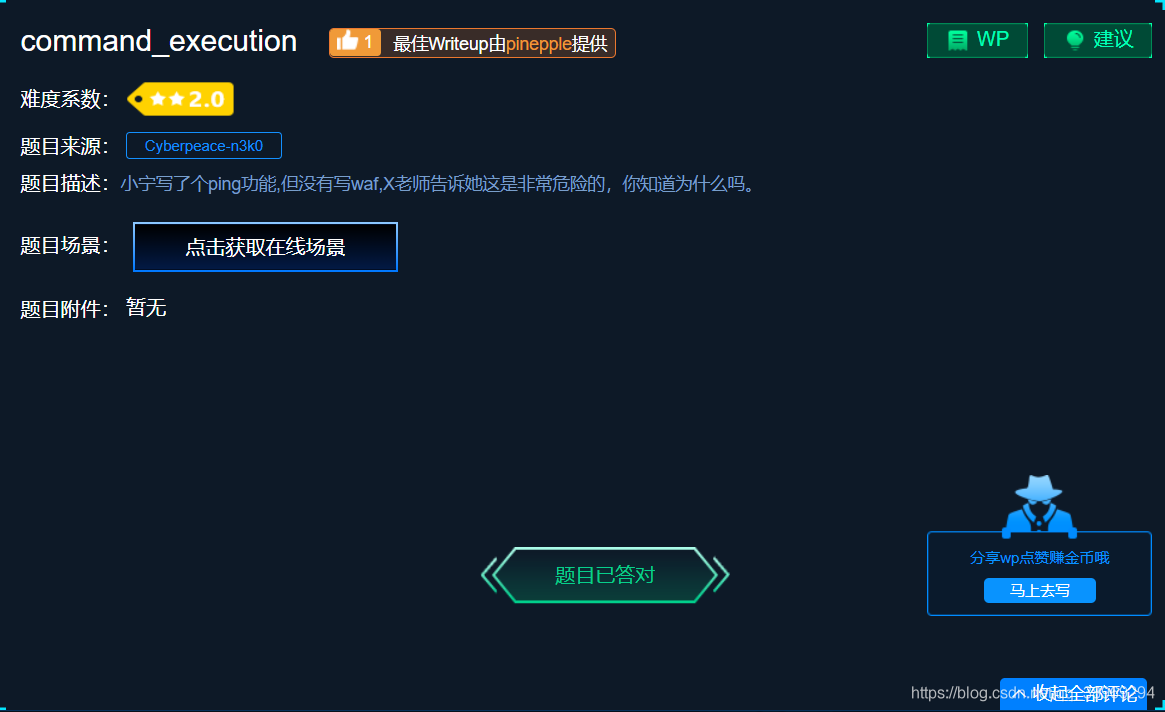 command_execution 1 最佳Writeup由pinepple提供 WP 建议
难度系数： 2.0
题目来源： Cyberpeace-n3k0
题目描述： 小宁写了个ping功能,但没有写waf,X老师告诉她这是非常危险的，你知道为什么吗。
题目场景： 点击获取在线场景
题目附件： 暂无
分享wp点赞赚金币哦
题目已答对
马上去写
收起全部评论
https://blog.csdn.n